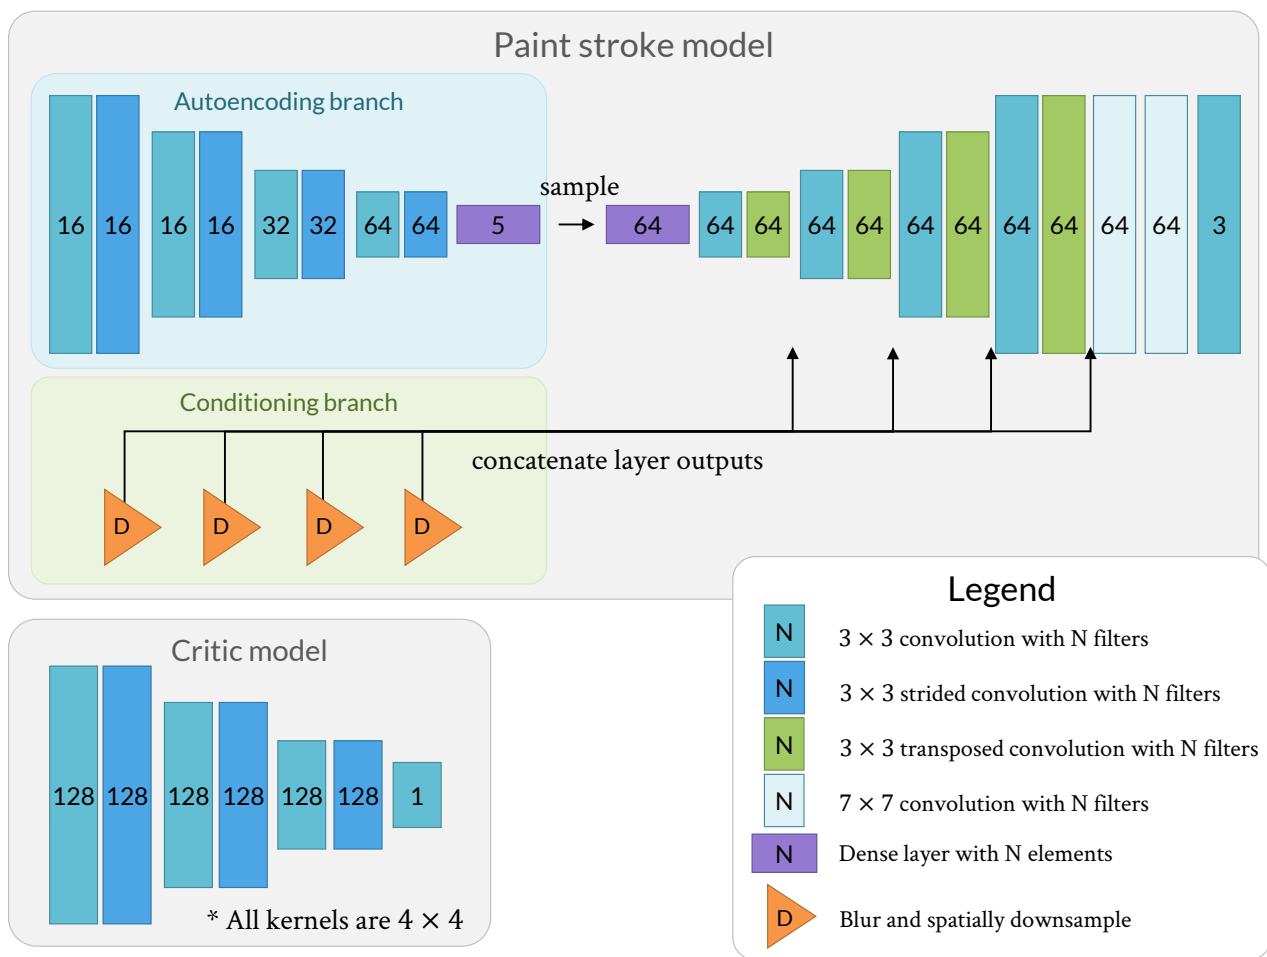 Paint stroke model
Autoencoding branch
16 16 16 16 32 32 64 64 5
sample
64 64 64 64 64 64 64 64 64 64 64 3
Conditioning branch
concatenate layer outputs
D D D D
Critic model
128 128 128 128 128 128 1
* All kernels are 4 × 4
Legend
N 3 × 3 convolution with N filters
N 3 × 3 strided convolution with N filters
N 3 × 3 transposed convolution with N filters
N 7 × 7 convolution with N filters
N Dense layer with N elements
D Blur and spatially downsample